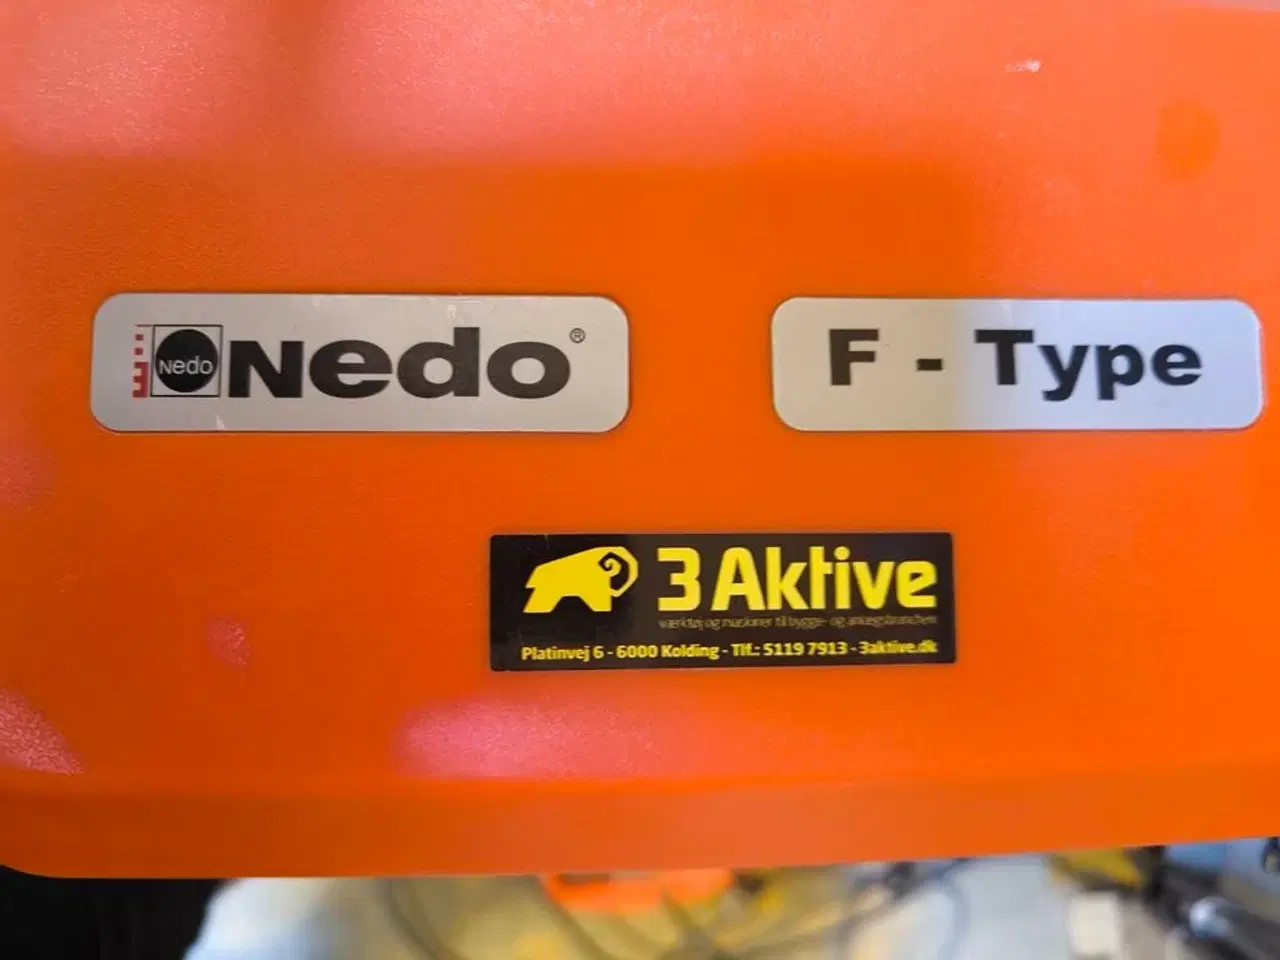 Nedo Nedo®
F - Type
3 Aktive
værktøj og maskiner til bygge- og anlægsbranchen
Platinvej 6 - 6000 Kolding - Tlf.: 5119 7913 - 3aktive.dk